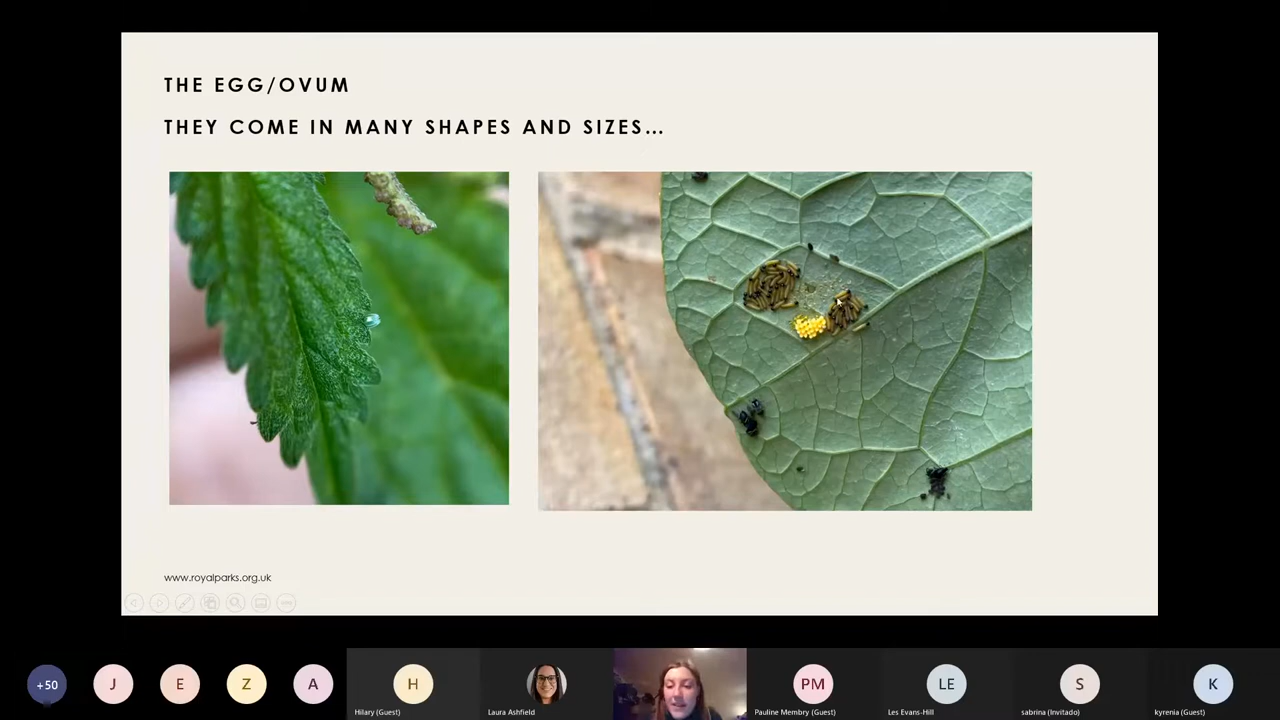 THE EGG/OVUM
THEY COME IN MANY SHAPES AND SIZES...
www.royalparks.org.uk
+50
J
E
Z
A
H
PM
LE
S
K
Hilary (Guest)
Laura Ashfield
Pauline Membry (Guest)
Les Evans-Hill
sabrina (Invitado)
kyrenia (Guest)